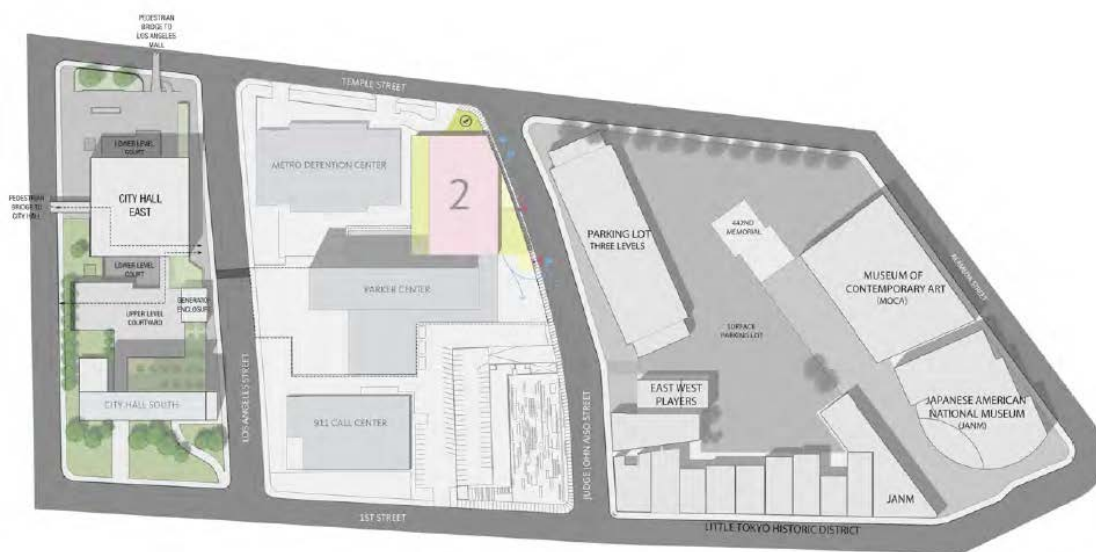 PEDESTRIAN
BRIDGE TO
LOS ANGELES
MALL
TEMPLE STREET
LOWER LEVEL
COURT
CITY HALL
EAST
PEDESTRIAN
BRIDGE TO
CITY HALL
LOWER LEVEL
COURT
GENERATOR
ENCLOSURE
UPPER LEVEL
COURTYARD
CITY HALL SOUTH
LOS ANGELES STREET
METRO DETENTION CENTER
2
PARKER CENTER
911 CALL CENTER
1ST STREET
JUDGE JOHN AISO STREET
PARKING LOT
THREE LEVELS
442ND
MEMORIAL
MUSEUM OF
CONTEMPORARY ART
(MOCA)
ALAMEDA STREET
SURFACE
PARKING LOT
EAST WEST
PLAYERS
JAPANESE AMERICAN
NATIONAL MUSEUM
(JANM)
JANM
LITTLE TOKYO HISTORIC DISTRICT